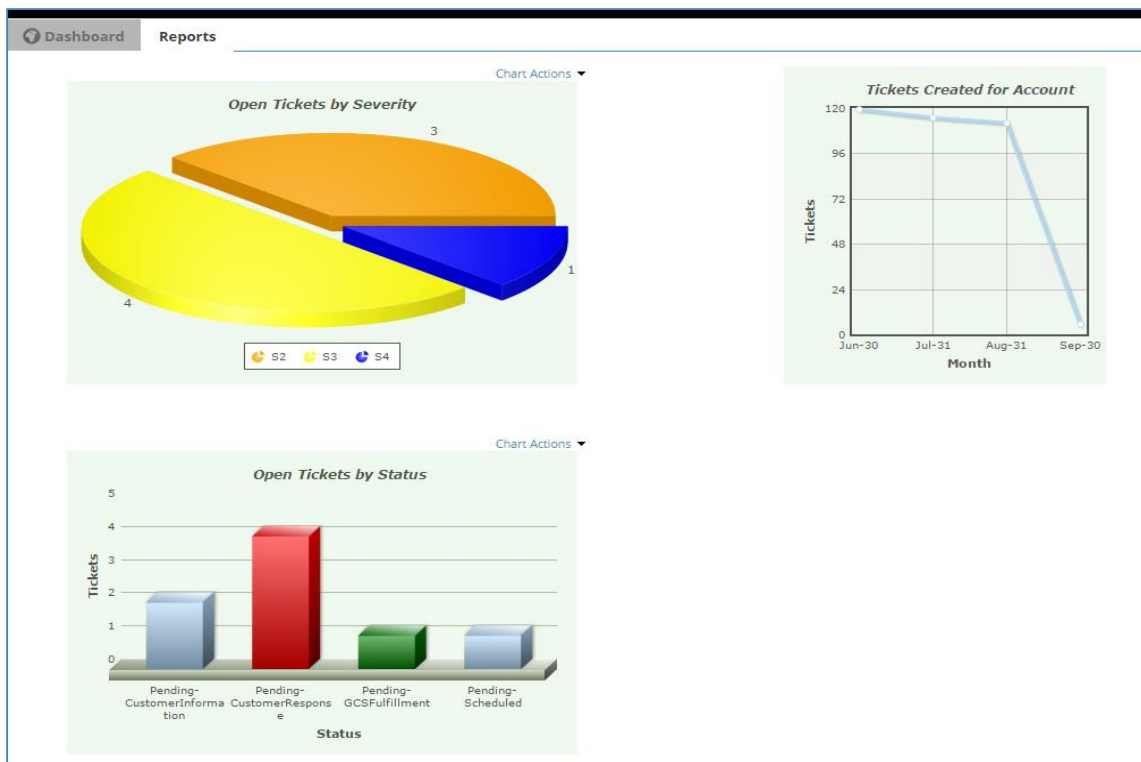 Dashboard
Reports
Chart Actions
Open Tickets by Severity
3
1
4
S2 S3 S4
Tickets Created for Account
120
96
72
48
24
0
Tickets
Jun-30 Jul-31 Aug-31 Sep-30
Month
Chart Actions
Open Tickets by Status
5
4
3
2
1
0
Tickets
Pending-
CustomerInforma
tion
Pending-
CustomerRespons
e
Pending-
GCSFulfillment
Pending-
Scheduled
Status